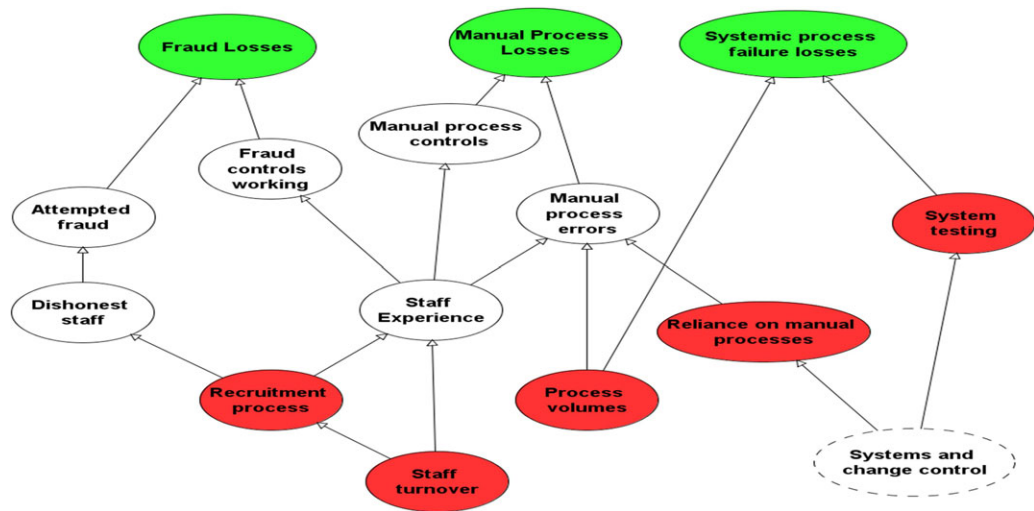 Fraud Losses
Manual Process
Losses
Systemic process
failure losses
Manual process
controls
Fraud
controls
working
Attempted
fraud
Manual
process
errors
System
testing
Dishonest
staff
Staff
Experience
Reliance on manual
processes
Recruitment
process
Process
volumes
Staff
turnover
Systems and
change control